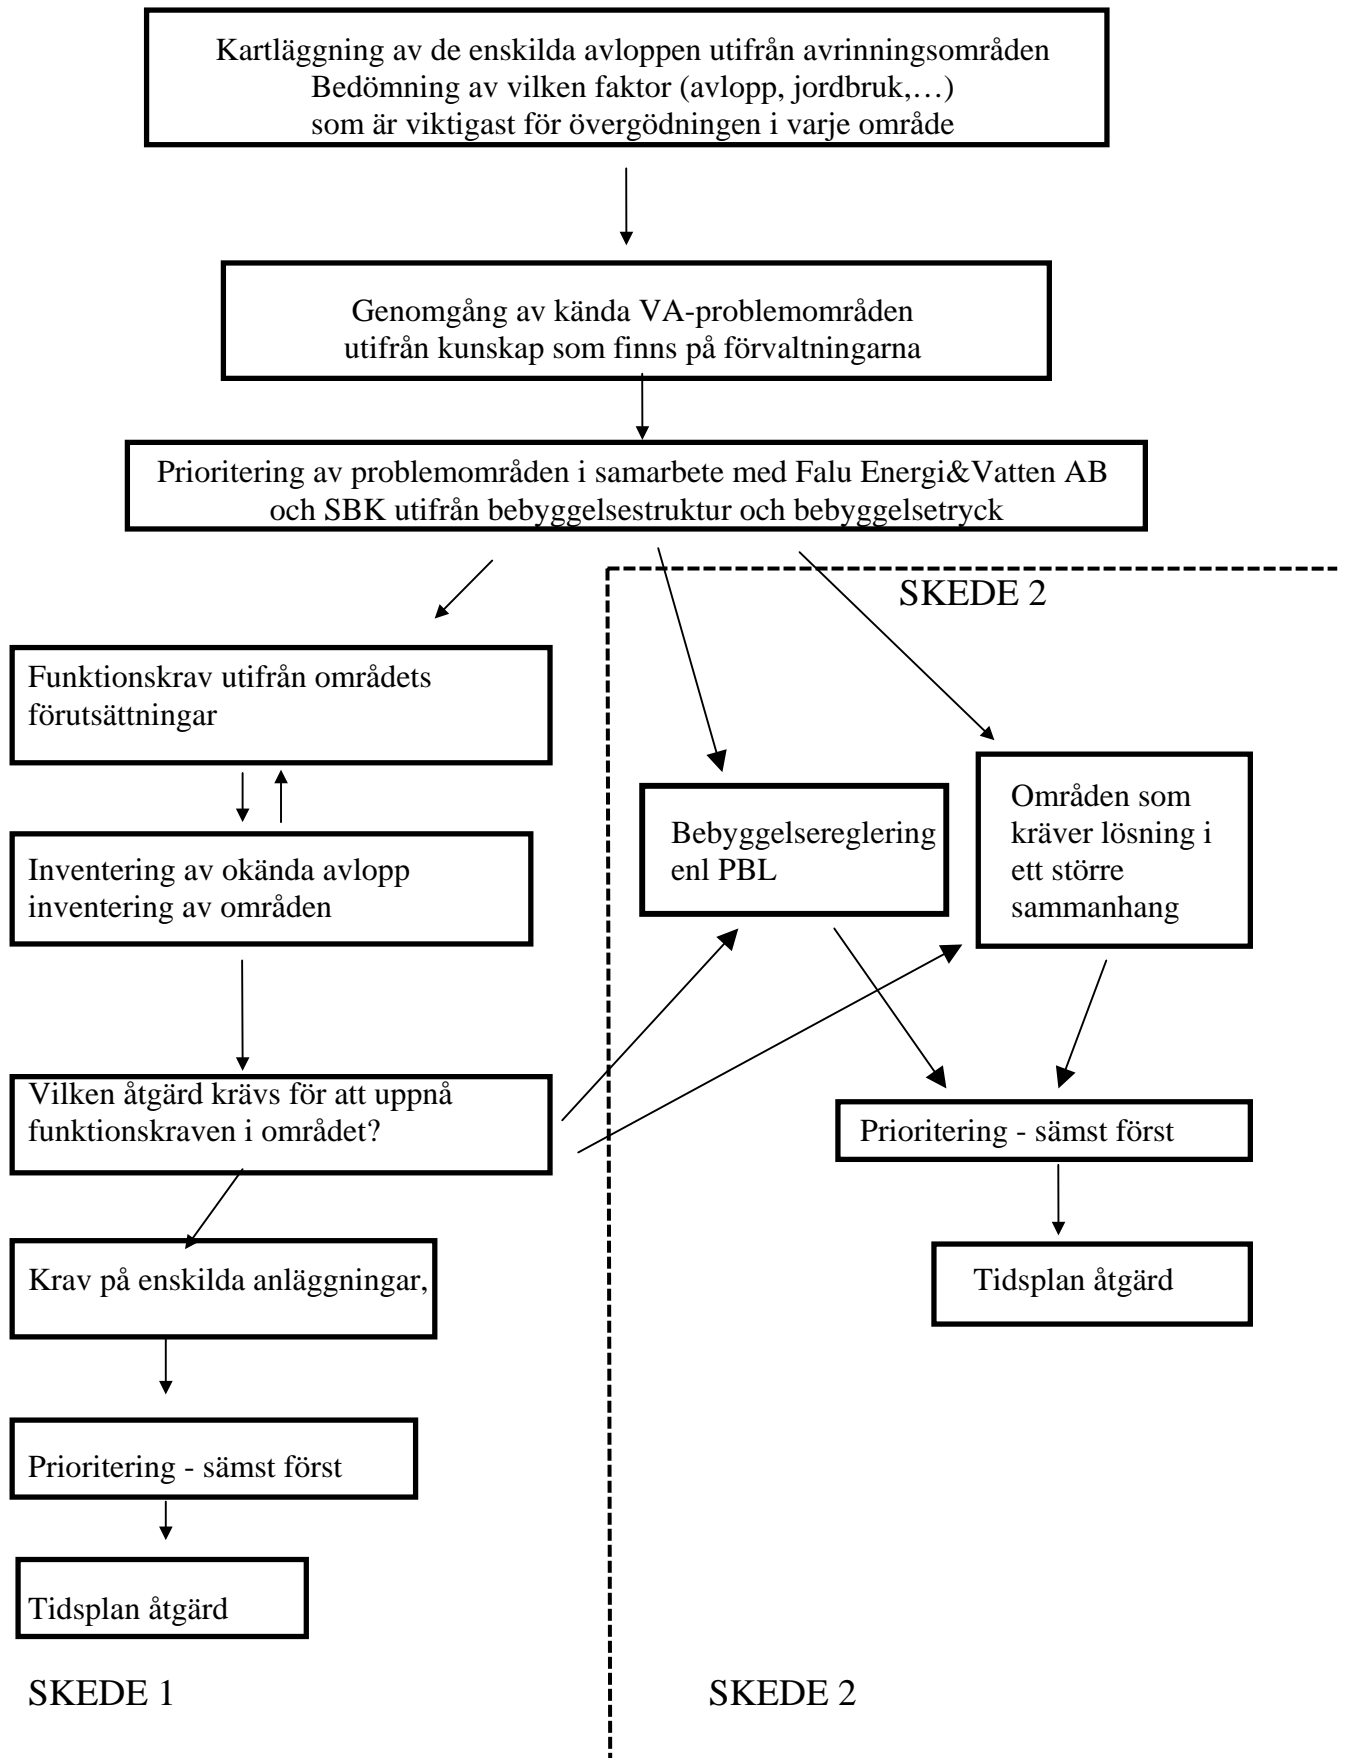 Kartläggning av de enskilda avloppen utifrån avrinningsområden
Bedömning av vilken faktor (avlopp, jordbruk,…)
som är viktigast för övergödningen i varje område
Genomgång av kända VA-problemområden
utifrån kunskap som finns på förvaltningarna
Prioritering av problemområden i samarbete med Falu Energi&Vatten AB
och SBK utifrån bebyggelsestruktur och bebyggelsetryck
SKEDE 2
Funktionskrav utifrån områdets
förutsättningar
Inventering av okända avlopp
inventering av områden
Bebyggelsereglering
enl PBL
Områden som
kräver lösning i
ett större
sammanhang
Vilken åtgärd krävs för att uppnå
funktionskraven i området?
Prioritering - sämst först
Tidsplan åtgärd
Krav på enskilda anläggningar,
Prioritering - sämst först
Tidsplan åtgärd
SKEDE 1
SKEDE 2